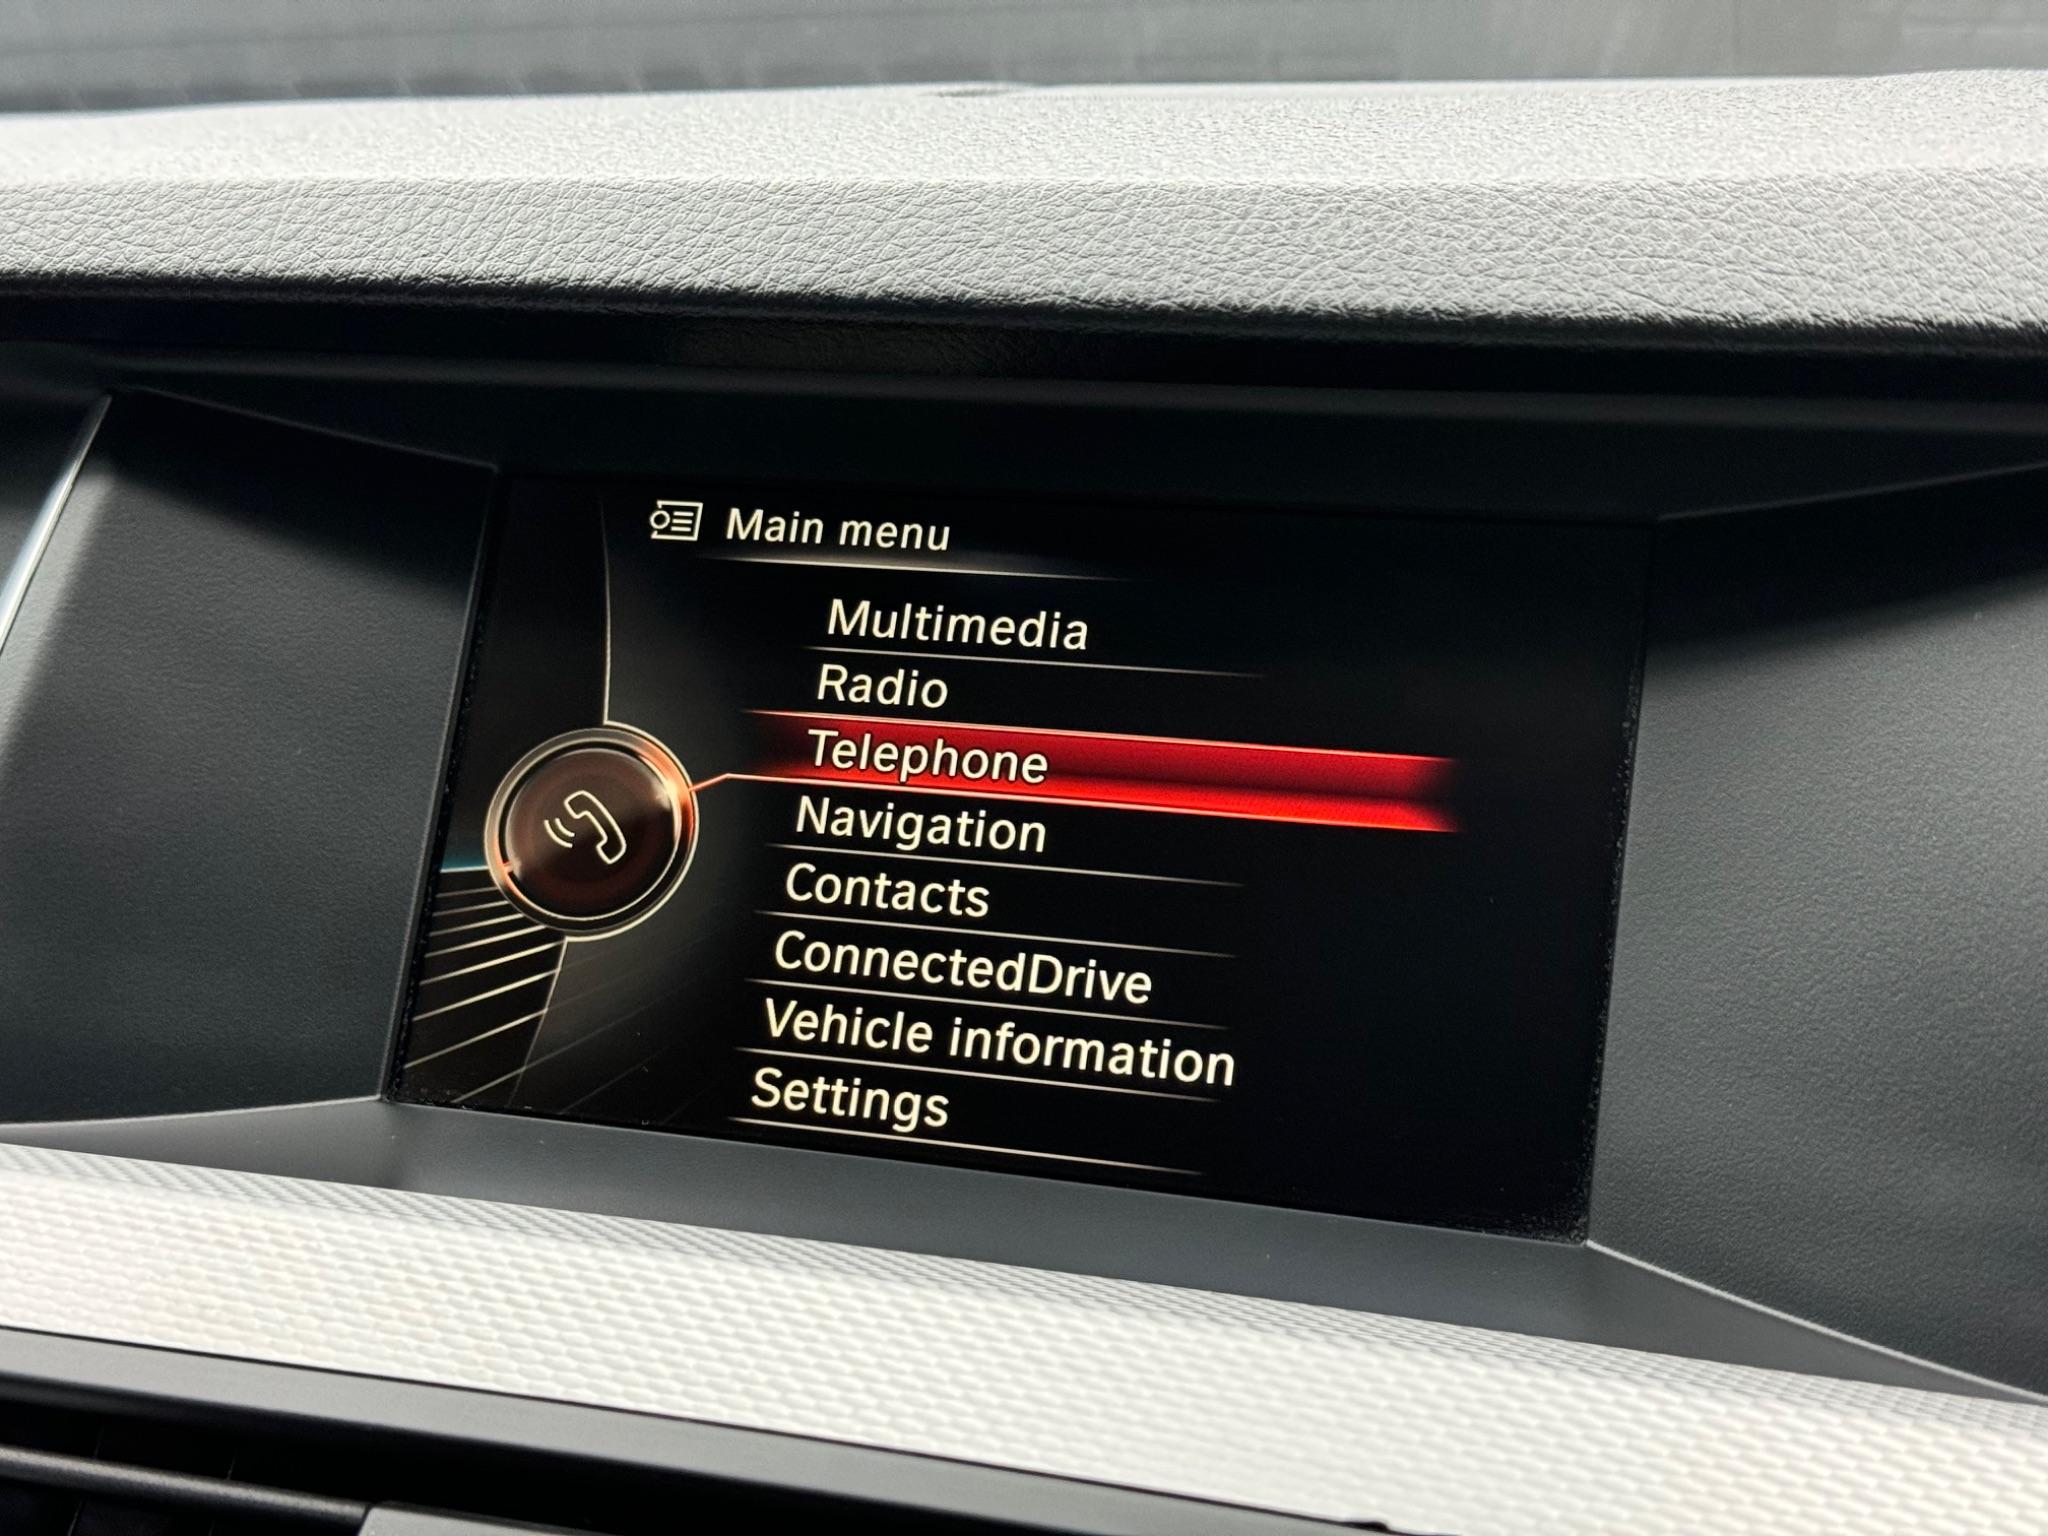 Main menu
Multimedia
Radio
Telephone
Navigation
Contacts
ConnectedDrive
Vehicle information
Settings